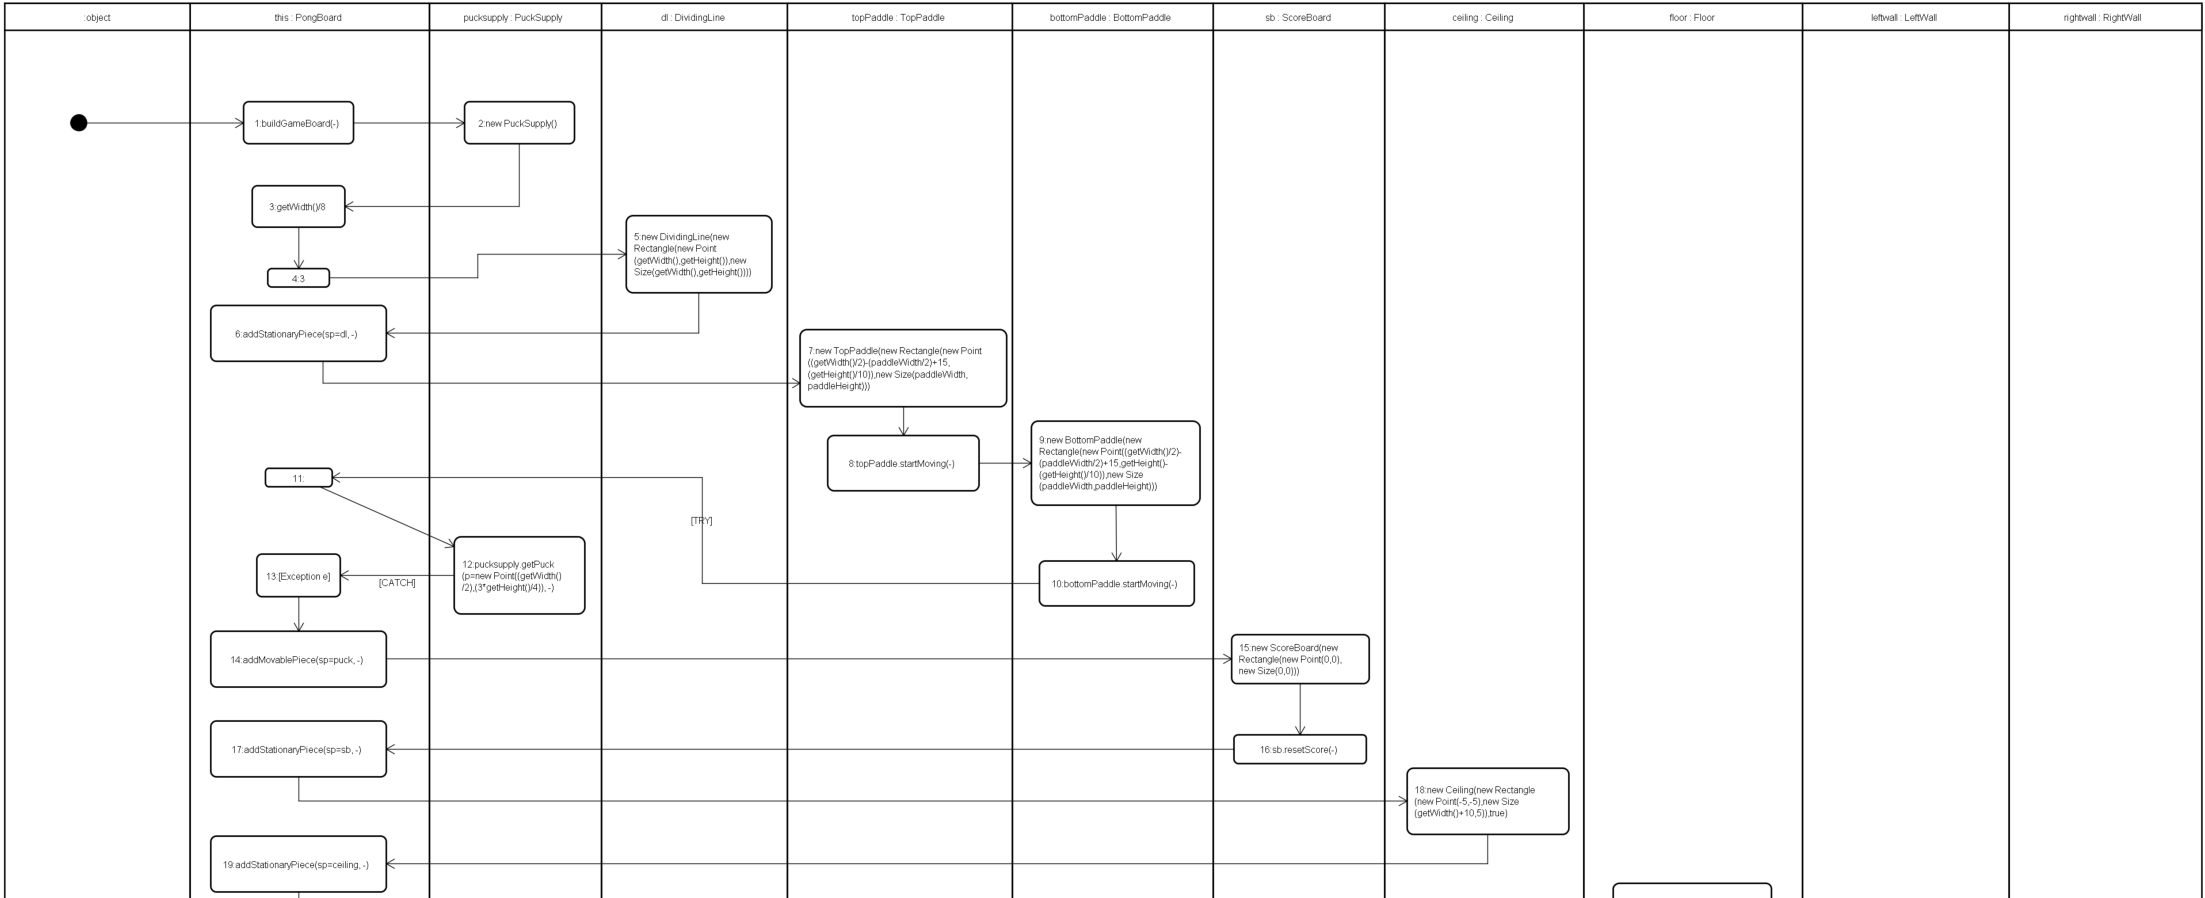 :object
this : PongBoard
pucksupply : PuckSupply
dl : DividingLine
topPaddle : TopPaddle
bottomPaddle : BottomPaddle
sb : ScoreBoard
ceiling : Ceiling
floor : Floor
leftwall : LeftWall
rightwall : RightWall
1:buildGameBoard(-)
2:new PuckSupply()
3:getWidth()/8
4:3
5:new DividingLine(new
Rectangle(new Point
(getWidth(),getHeight()),new
Size(getWidth(),getHeight())))
6:addStationaryPiece(sp=dl, -)
7:new TopPaddle(new Rectangle(new Point
((getWidth()/2)-(paddleWidth/2)+15,
(getHeight()/10)),new Size(paddleWidth,
paddleHeight)))
8:topPaddle.startMoving(-)
9:new BottomPaddle(new
Rectangle(new Point((getWidth()/2)-
(paddleWidth/2)+15,getHeight()-
(getHeight()/10)),new Size
(paddleWidth,paddleHeight)))
10:bottomPaddle.startMoving(-)
[TRY]
11:
12:pucksupply.getPuck
(p=new Point((getWidth()
/2),(3*getHeight()/4)), -)
[CATCH]
13:[Exception e]
14:addMovablePiece(sp=puck, -)
15:new ScoreBoard(new
Rectangle(new Point(0,0),
new Size(0,0)))
16:sb.resetScore(-)
17:addStationaryPiece(sp=sb, -)
18:new Ceiling(new Rectangle
(new Point(-5,-5),new Size
(getWidth()+10,5)),true)
19:addStationaryPiece(sp=ceiling, -)